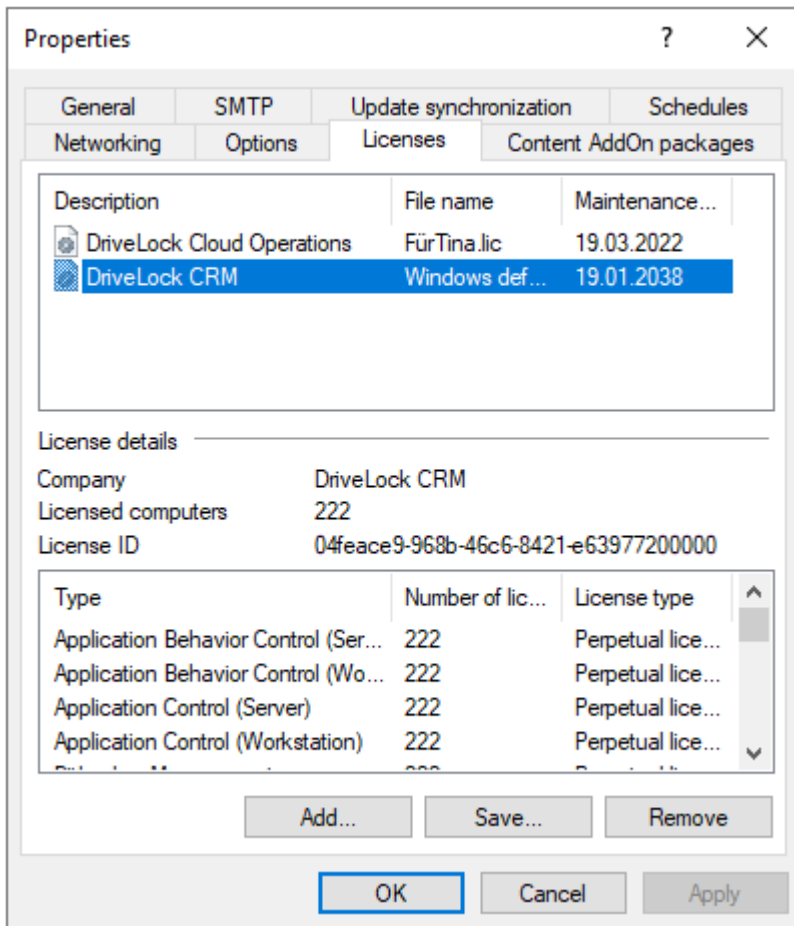 Properties
General SMTP Update synchronization Schedules
Networking Options Licenses Content AddOn packages
Description File name Maintenance...
DriveLock Cloud Operations FürTina.lic 19.03.2022
DriveLock CRM Windows def... 19.01.2038
License details
Company DriveLock CRM
Licensed computers 222
License ID 04feace9-968b-46c6-8421-e63977200000
Type Number of lic... License type
Application Behavior Control (Ser... 222 Perpetual lice...
Application Behavior Control (Wo... 222 Perpetual lice...
Application Control (Server) 222 Perpetual lice...
Application Control (Workstation) 222 Perpetual lice...
Add... Save... Remove
OK Cancel Apply